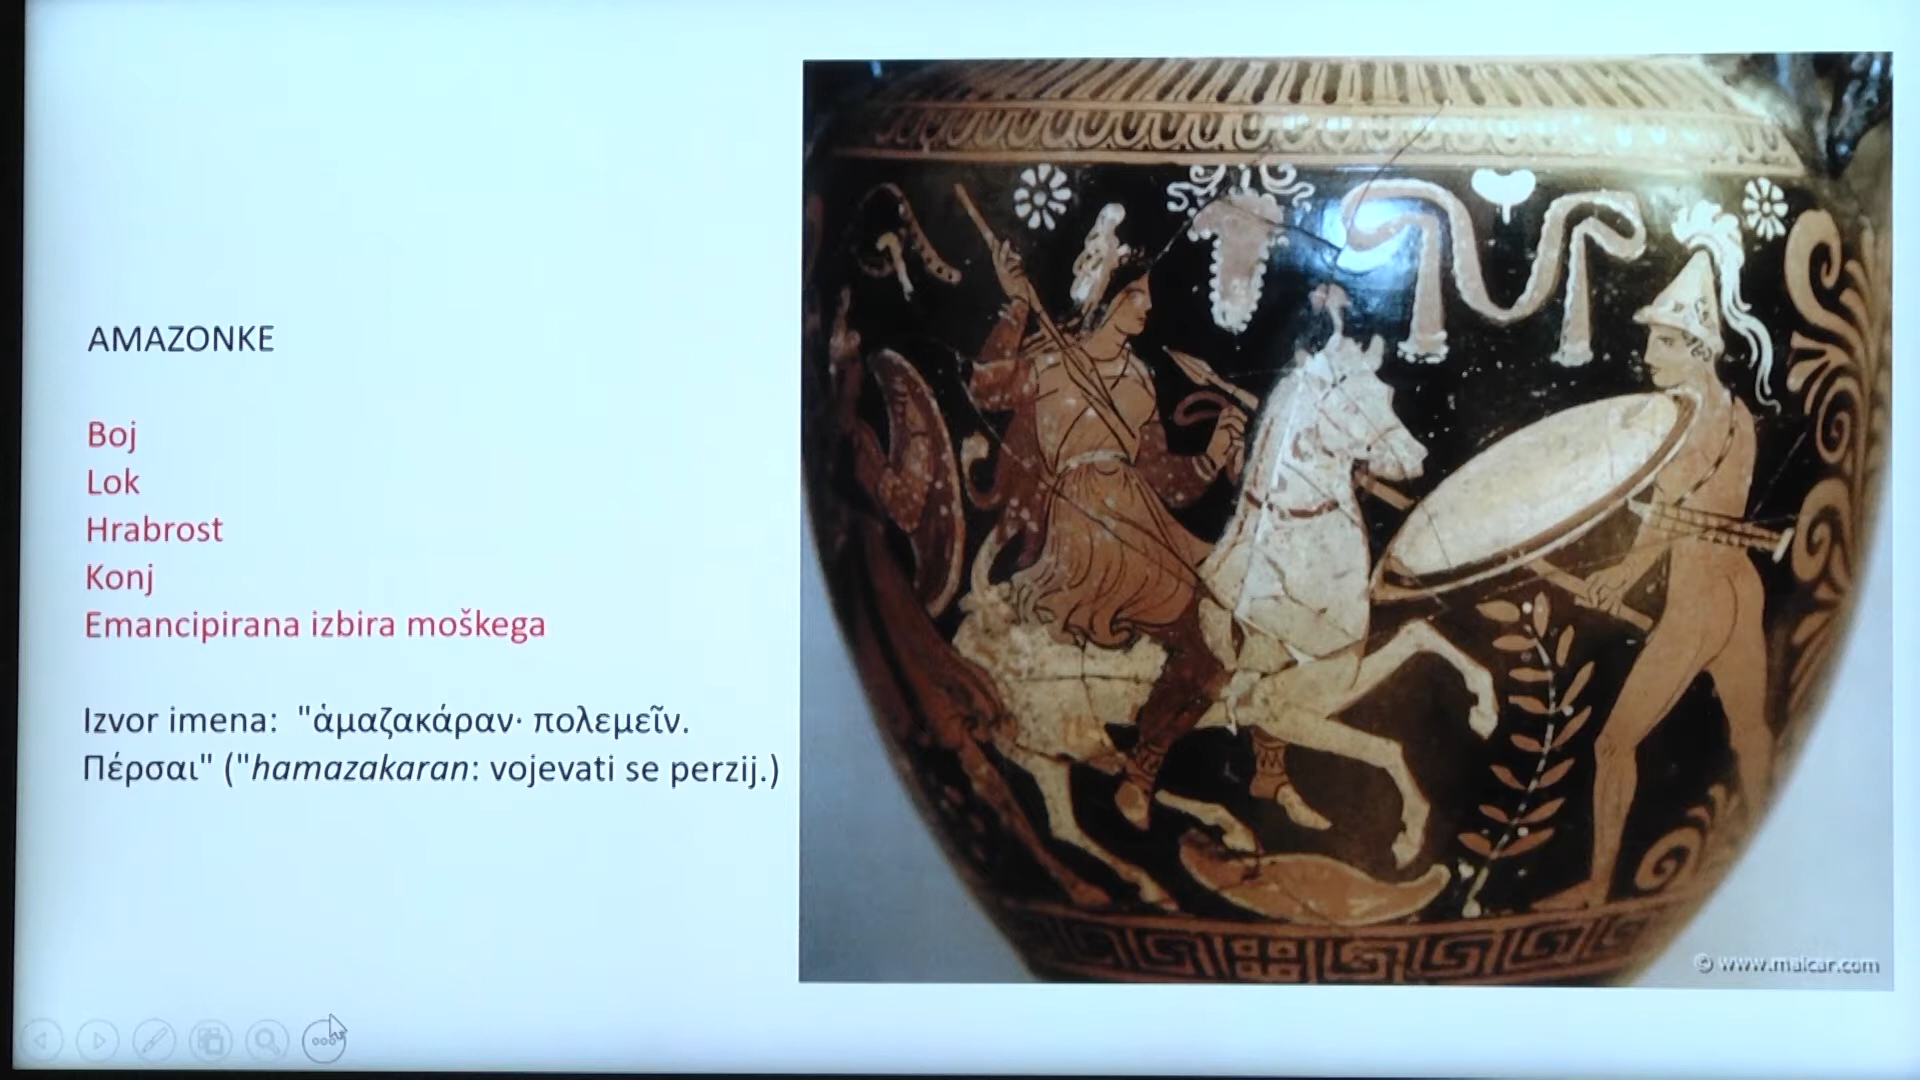 AMAZONKE
Boj
Lok
Hrabrost
Konj
Emancipirana izbira moškega
Izvor imena: "ἁμαζακάραν· πολεμεῖν.
Πέρσαι" ("hamazakaran: vojevati se perzij.)
© www.maicar.com